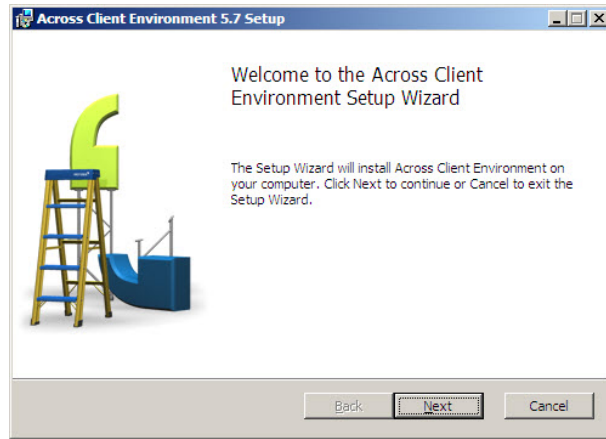 Across Client Environment 5.7 Setup
Welcome to the Across Client
Environment Setup Wizard
The Setup Wizard will install Across Client Environment on
your computer. Click Next to continue or Cancel to exit the
Setup Wizard.
Back Next Cancel